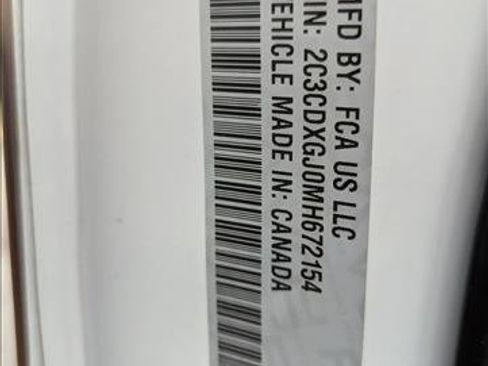 MFD BY: FCA US LLC
IN: 2C3CDXGJ0MH672154
EHICLE MADE IN: CANADA